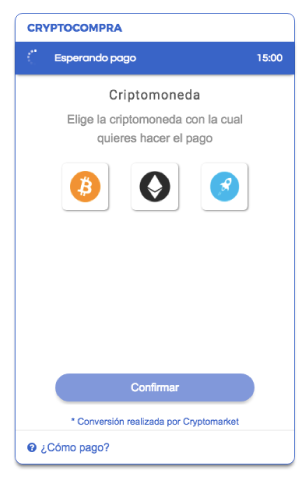 CRYPTOCOMPRA
Esperando pago 15:00
Criptomoneda
Elige la criptomoneda con la cual
quieres hacer el pago
Confirmar
* Conversión realizada por Cryptomarket
¿Cómo pago?